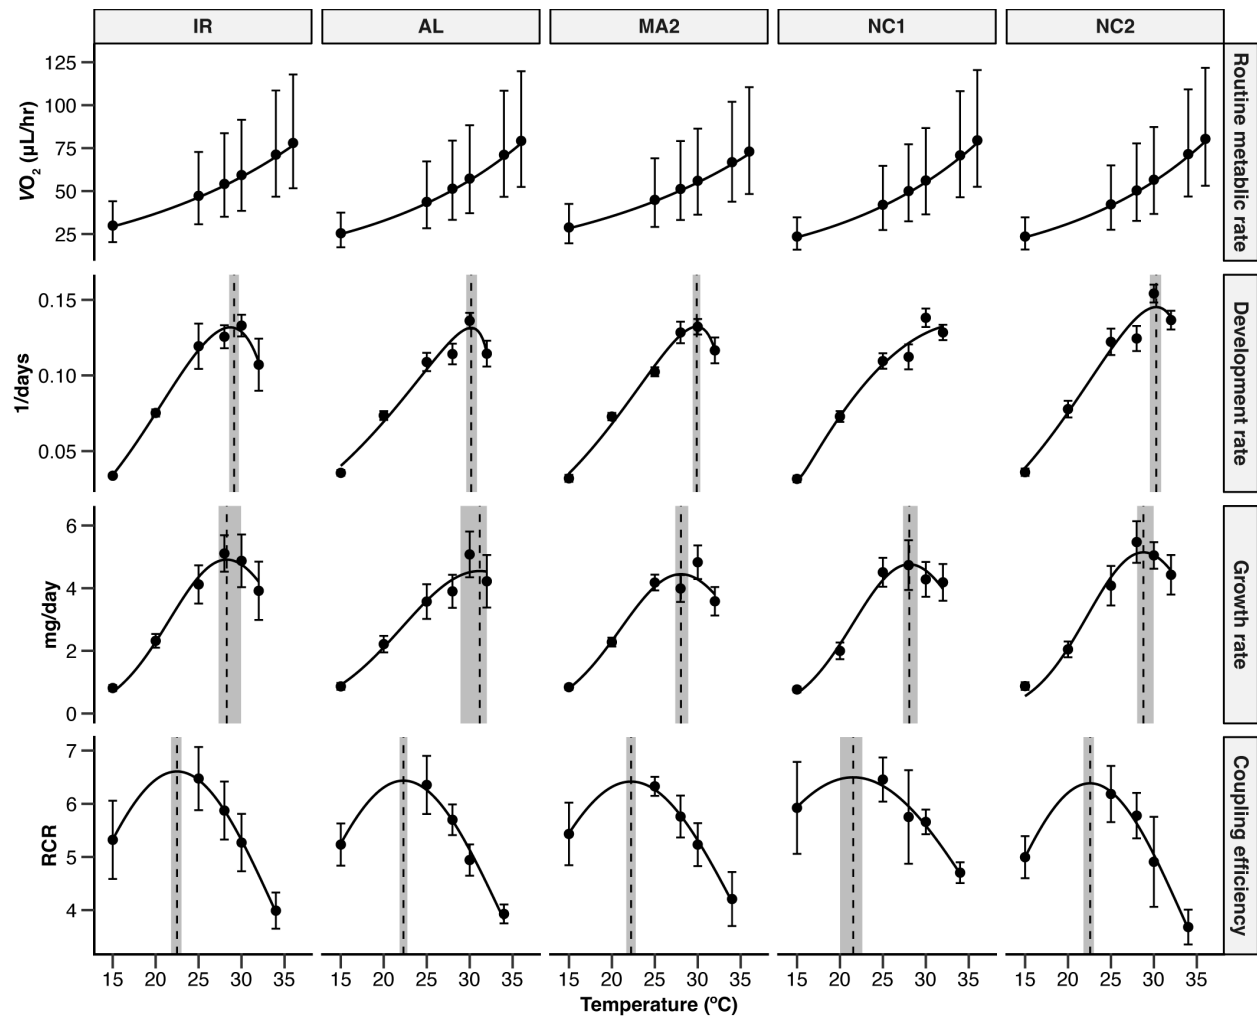 IR AL MA2 NC1 NC2
VO2 (µL/hr)
125
100
75
50
25
Routine metablic rate
1/days
0.15
0.10
0.05
Development rate
mg/day
6
4
2
0
Growth rate
RCR
7
6
5
4
Coupling efficiency
15 20 25 30 35 15 20 25 30 35 15 20 25 30 35 15 20 25 30 35 15 20 25 30 35
Temperature (°C)